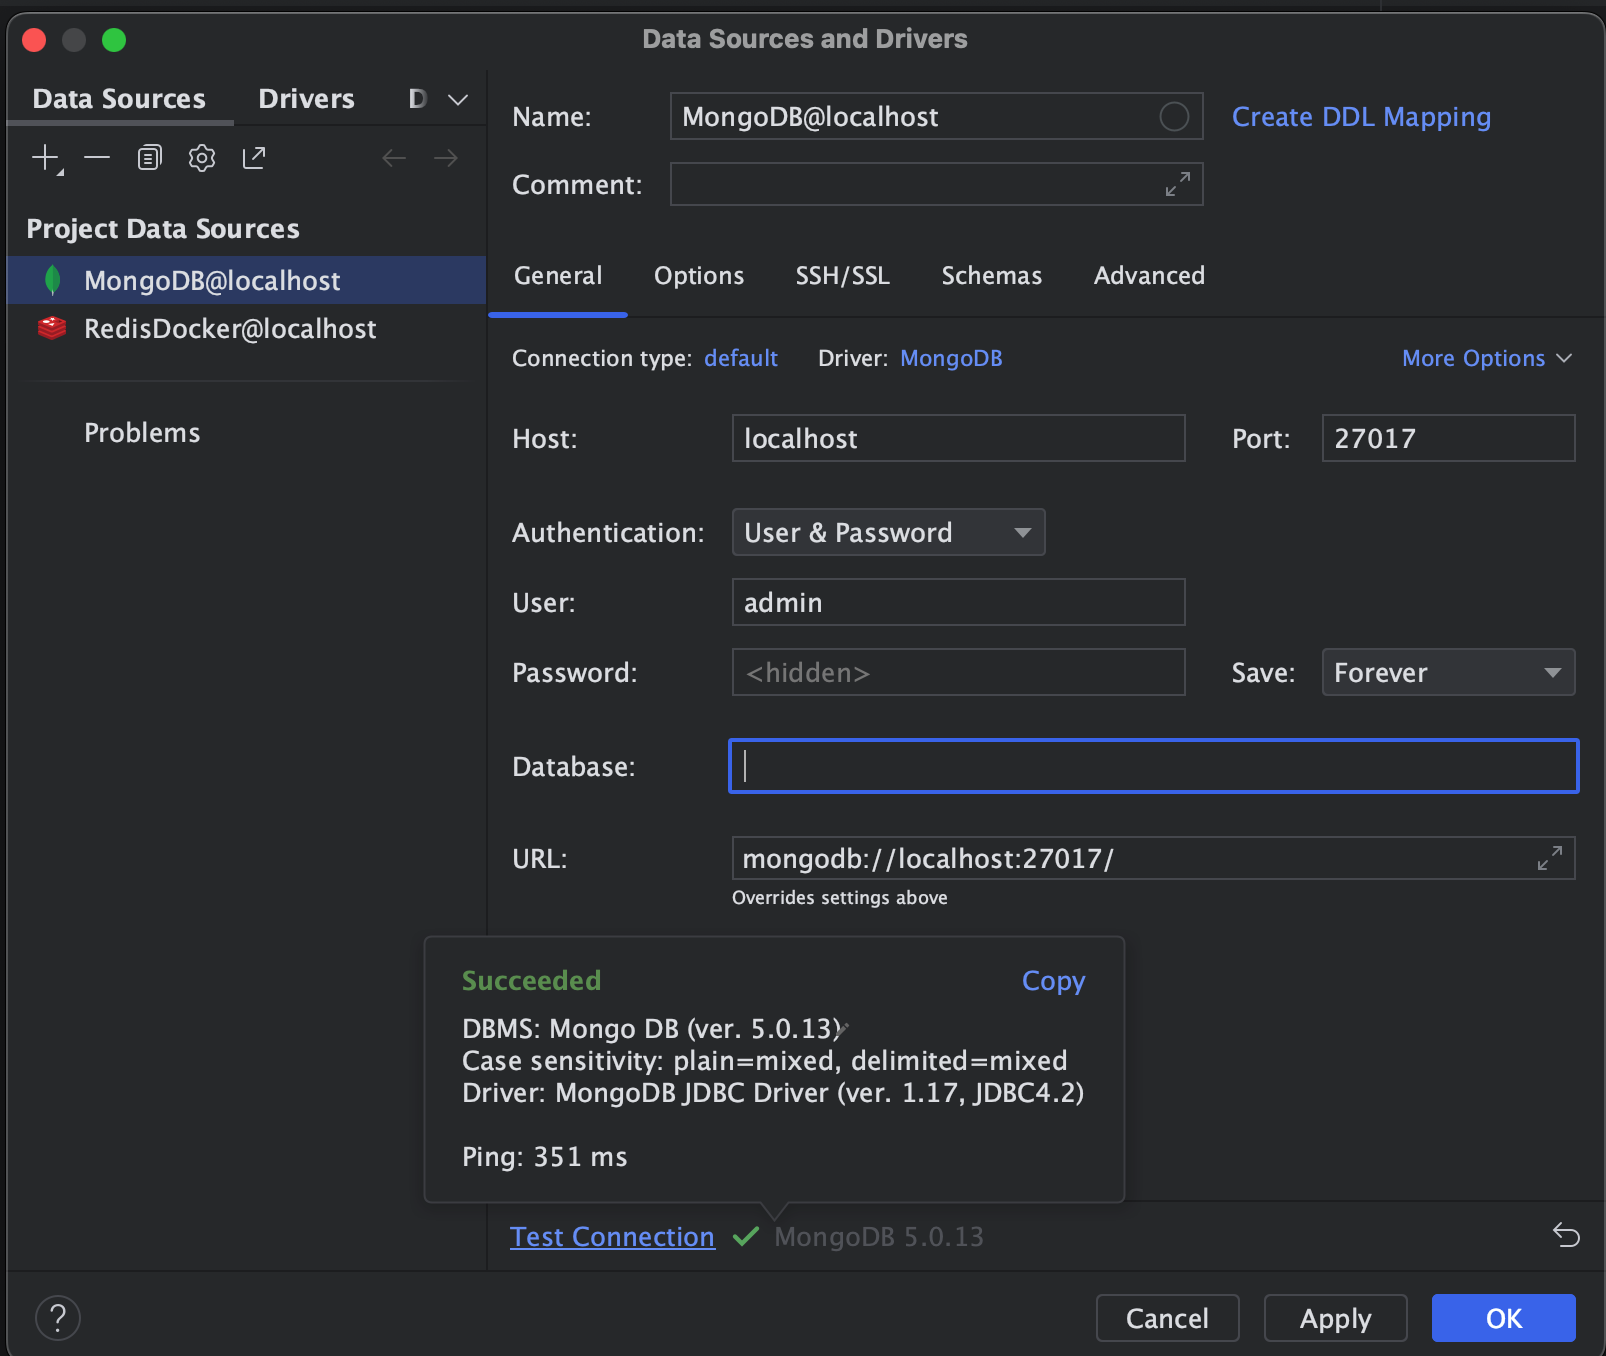 Data Sources and Drivers
Data Sources Drivers D
Project Data Sources
MongoDB@localhost
RedisDocker@localhost
Problems
Name: MongoDB@localhost Create DDL Mapping
Comment:
General Options SSH/SSL Schemas Advanced
Connection type: default Driver: MongoDB More Options
Host: localhost Port: 27017
Authentication: User & Password
User: admin
Password: <hidden> Save: Forever
Database:
URL: mongodb://localhost:27017/
Overrides settings above
Succeeded Copy
DBMS: Mongo DB (ver. 5.0.13)
Case sensitivity: plain=mixed, delimited=mixed
Driver: MongoDB JDBC Driver (ver. 1.17, JDBC4.2)
Ping: 351 ms
Test Connection MongoDB 5.0.13
? Cancel Apply OK